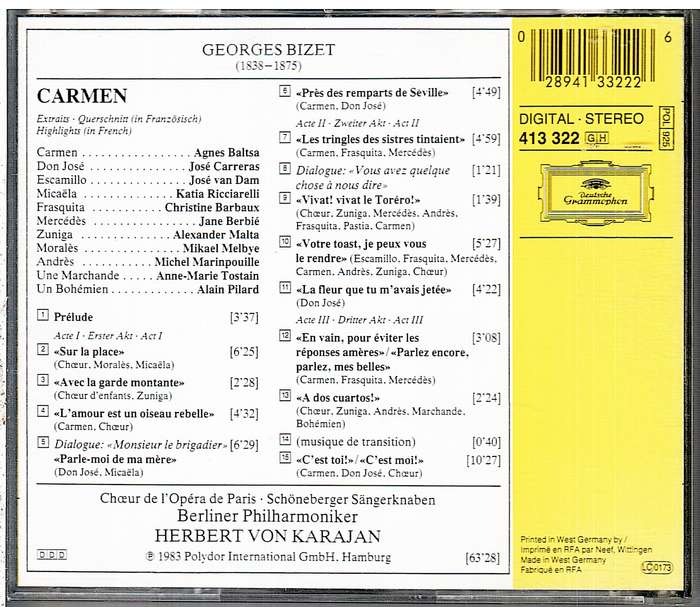 GEORGES BIZET
(1838–1875)
CARMEN
Extraits · Querschnitt (in Französisch)
Highlights (in French)
Carmen . . . . . . . . . . . . . . . Agnes Baltsa
Don José . . . . . . . . . . . . . José Carreras
Escamillo . . . . . . . . . . . . José van Dam
Micaëla . . . . . . . . . . . Katia Ricciarelli
Frasquita . . . . . . . . Christine Barbaux
Mercédès . . . . . . . . . . . . Jane Berbié
Zuniga . . . . . . . . . . . Alexander Malta
Moralès . . . . . . . . . . . Mikael Melbye
Andrès . . . . . . . . Michel Marinpouille
Une Marchande . . . . Anne-Marie Tostain
Un Bohémien . . . . . . . . . . . Alain Pilard
1 Prélude [3'37]
Acte I · Erster Akt · Act I
2 «Sur la place» [6'25]
(Chœur, Moralès, Micaëla)
3 «Avec la garde montante» [2'28]
(Chœur d'enfants, Zuniga)
4 «L'amour est un oiseau rebelle» [4'32]
(Carmen, Chœur)
5 Dialogue: «Monsieur le brigadier» [6'29]
«Parle-moi de ma mère»
(Don José, Micaëla)
6 «Près des remparts de Seville» [4'49]
(Carmen, Don José)
Acte II · Zweiter Akt · Act II
7 «Les tringles des sistres tintaient» [4'59]
(Carmen, Frasquita, Mercédès)
8 Dialogue: «Vous avez quelque [1'21]
chose à nous dire»
9 «Vivat! vivat le Toréro!» [1'39]
(Chœur, Zuniga, Mercédès, Andrès,
Frasquita, Pastia, Carmen)
10 «Votre toast, je peux vous [5'27]
le rendre» (Escamillo, Frasquita, Mercédès,
Carmen, Andrès, Zuniga, Chœur)
11 «La fleur que tu m'avais jetée» [4'22]
(Don José)
Acte III · Dritter Akt · Act III
12 «En vain, pour éviter les [3'08]
réponses amères»/«Parlez encore,
parlez, mes belles»
(Carmen, Frasquita, Mercédès)
13 «A dos cuartos!» [2'24]
(Chœur, Zuniga, Andrès, Marchande,
Bohémien)
14 (musique de transition) [0'40]
15 «C'est toi!»/«C'est moi!» [10'27]
(Carmen, Don José, Chœur)
Chœur de l'Opéra de Paris · Schöneberger Sängerknaben
Berliner Philharmoniker
HERBERT VON KARAJAN
DDD ℗ 1983 Polydor International GmbH, Hamburg [63'28]
0 28941 33222 6
DIGITAL · STEREO
413 322 GH
POL 925
Deutsche
Grammophon
Printed in West Germany by /
Imprimé en RFA par Neef, Wittingen
Made in West Germany
Fabriqué en RFA
LC 0173